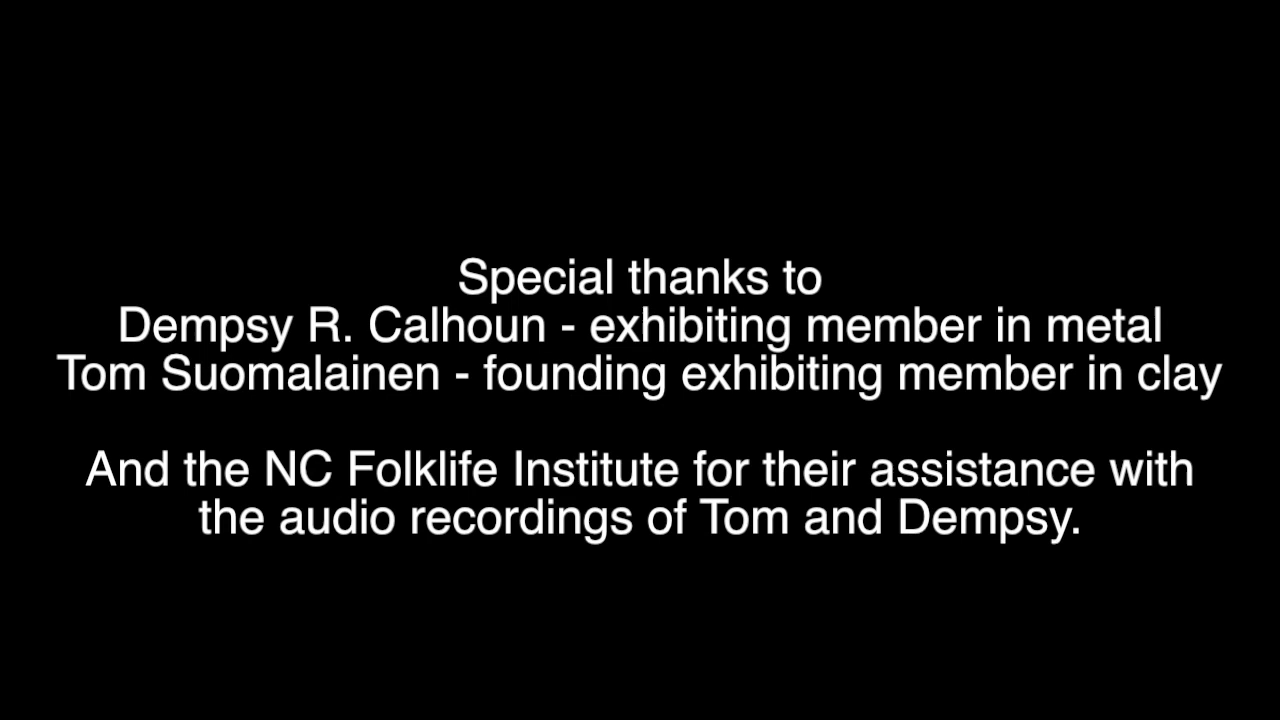 Special thanks to
Dempsy R. Calhoun - exhibiting member in metal
Tom Suomalainen - founding exhibiting member in clay
And the NC Folklife Institute for their assistance with
the audio recordings of Tom and Dempsy.